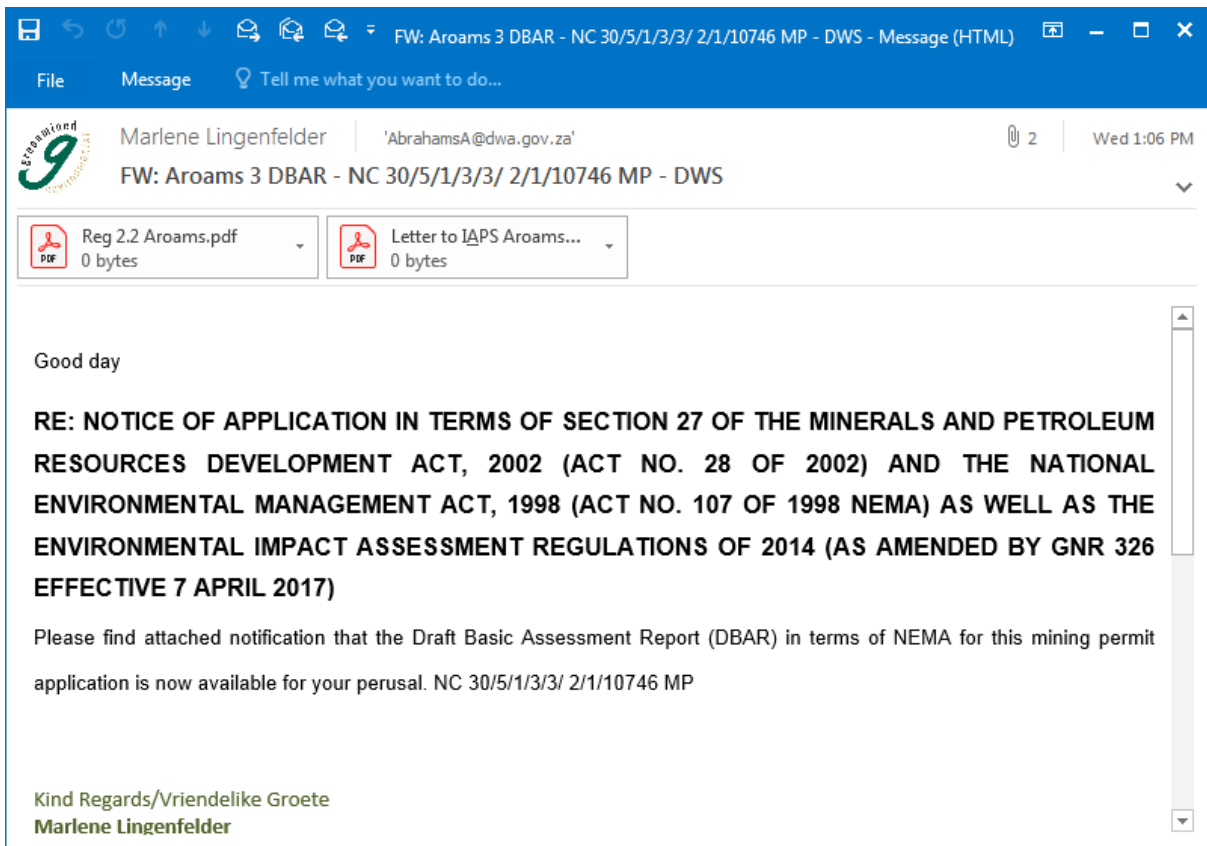 FW: Aroams 3 DBAR - NC 30/5/1/3/3/ 2/1/10746 MP - DWS - Message (HTML)
File Message Tell me what you want to do...
Marlene Lingenfelder 'AbrahamsA@dwa.gov.za' 2 Wed 1:06 PM
FW: Aroams 3 DBAR - NC 30/5/1/3/3/ 2/1/10746 MP - DWS
Reg 2.2 Aroams.pdf
0 bytes
Letter to IAPS Aroams...
0 bytes
Good day
RE: NOTICE OF APPLICATION IN TERMS OF SECTION 27 OF THE MINERALS AND PETROLEUM
RESOURCES DEVELOPMENT ACT, 2002 (ACT NO. 28 OF 2002) AND THE NATIONAL
ENVIRONMENTAL MANAGEMENT ACT, 1998 (ACT NO. 107 OF 1998 NEMA) AS WELL AS THE
ENVIRONMENTAL IMPACT ASSESSMENT REGULATIONS OF 2014 (AS AMENDED BY GNR 326
EFFECTIVE 7 APRIL 2017)
Please find attached notification that the Draft Basic Assessment Report (DBAR) in terms of NEMA for this mining permit
application is now available for your perusal. NC 30/5/1/3/3/ 2/1/10746 MP
Kind Regards/Vriendelike Groete
Marlene Lingenfelder